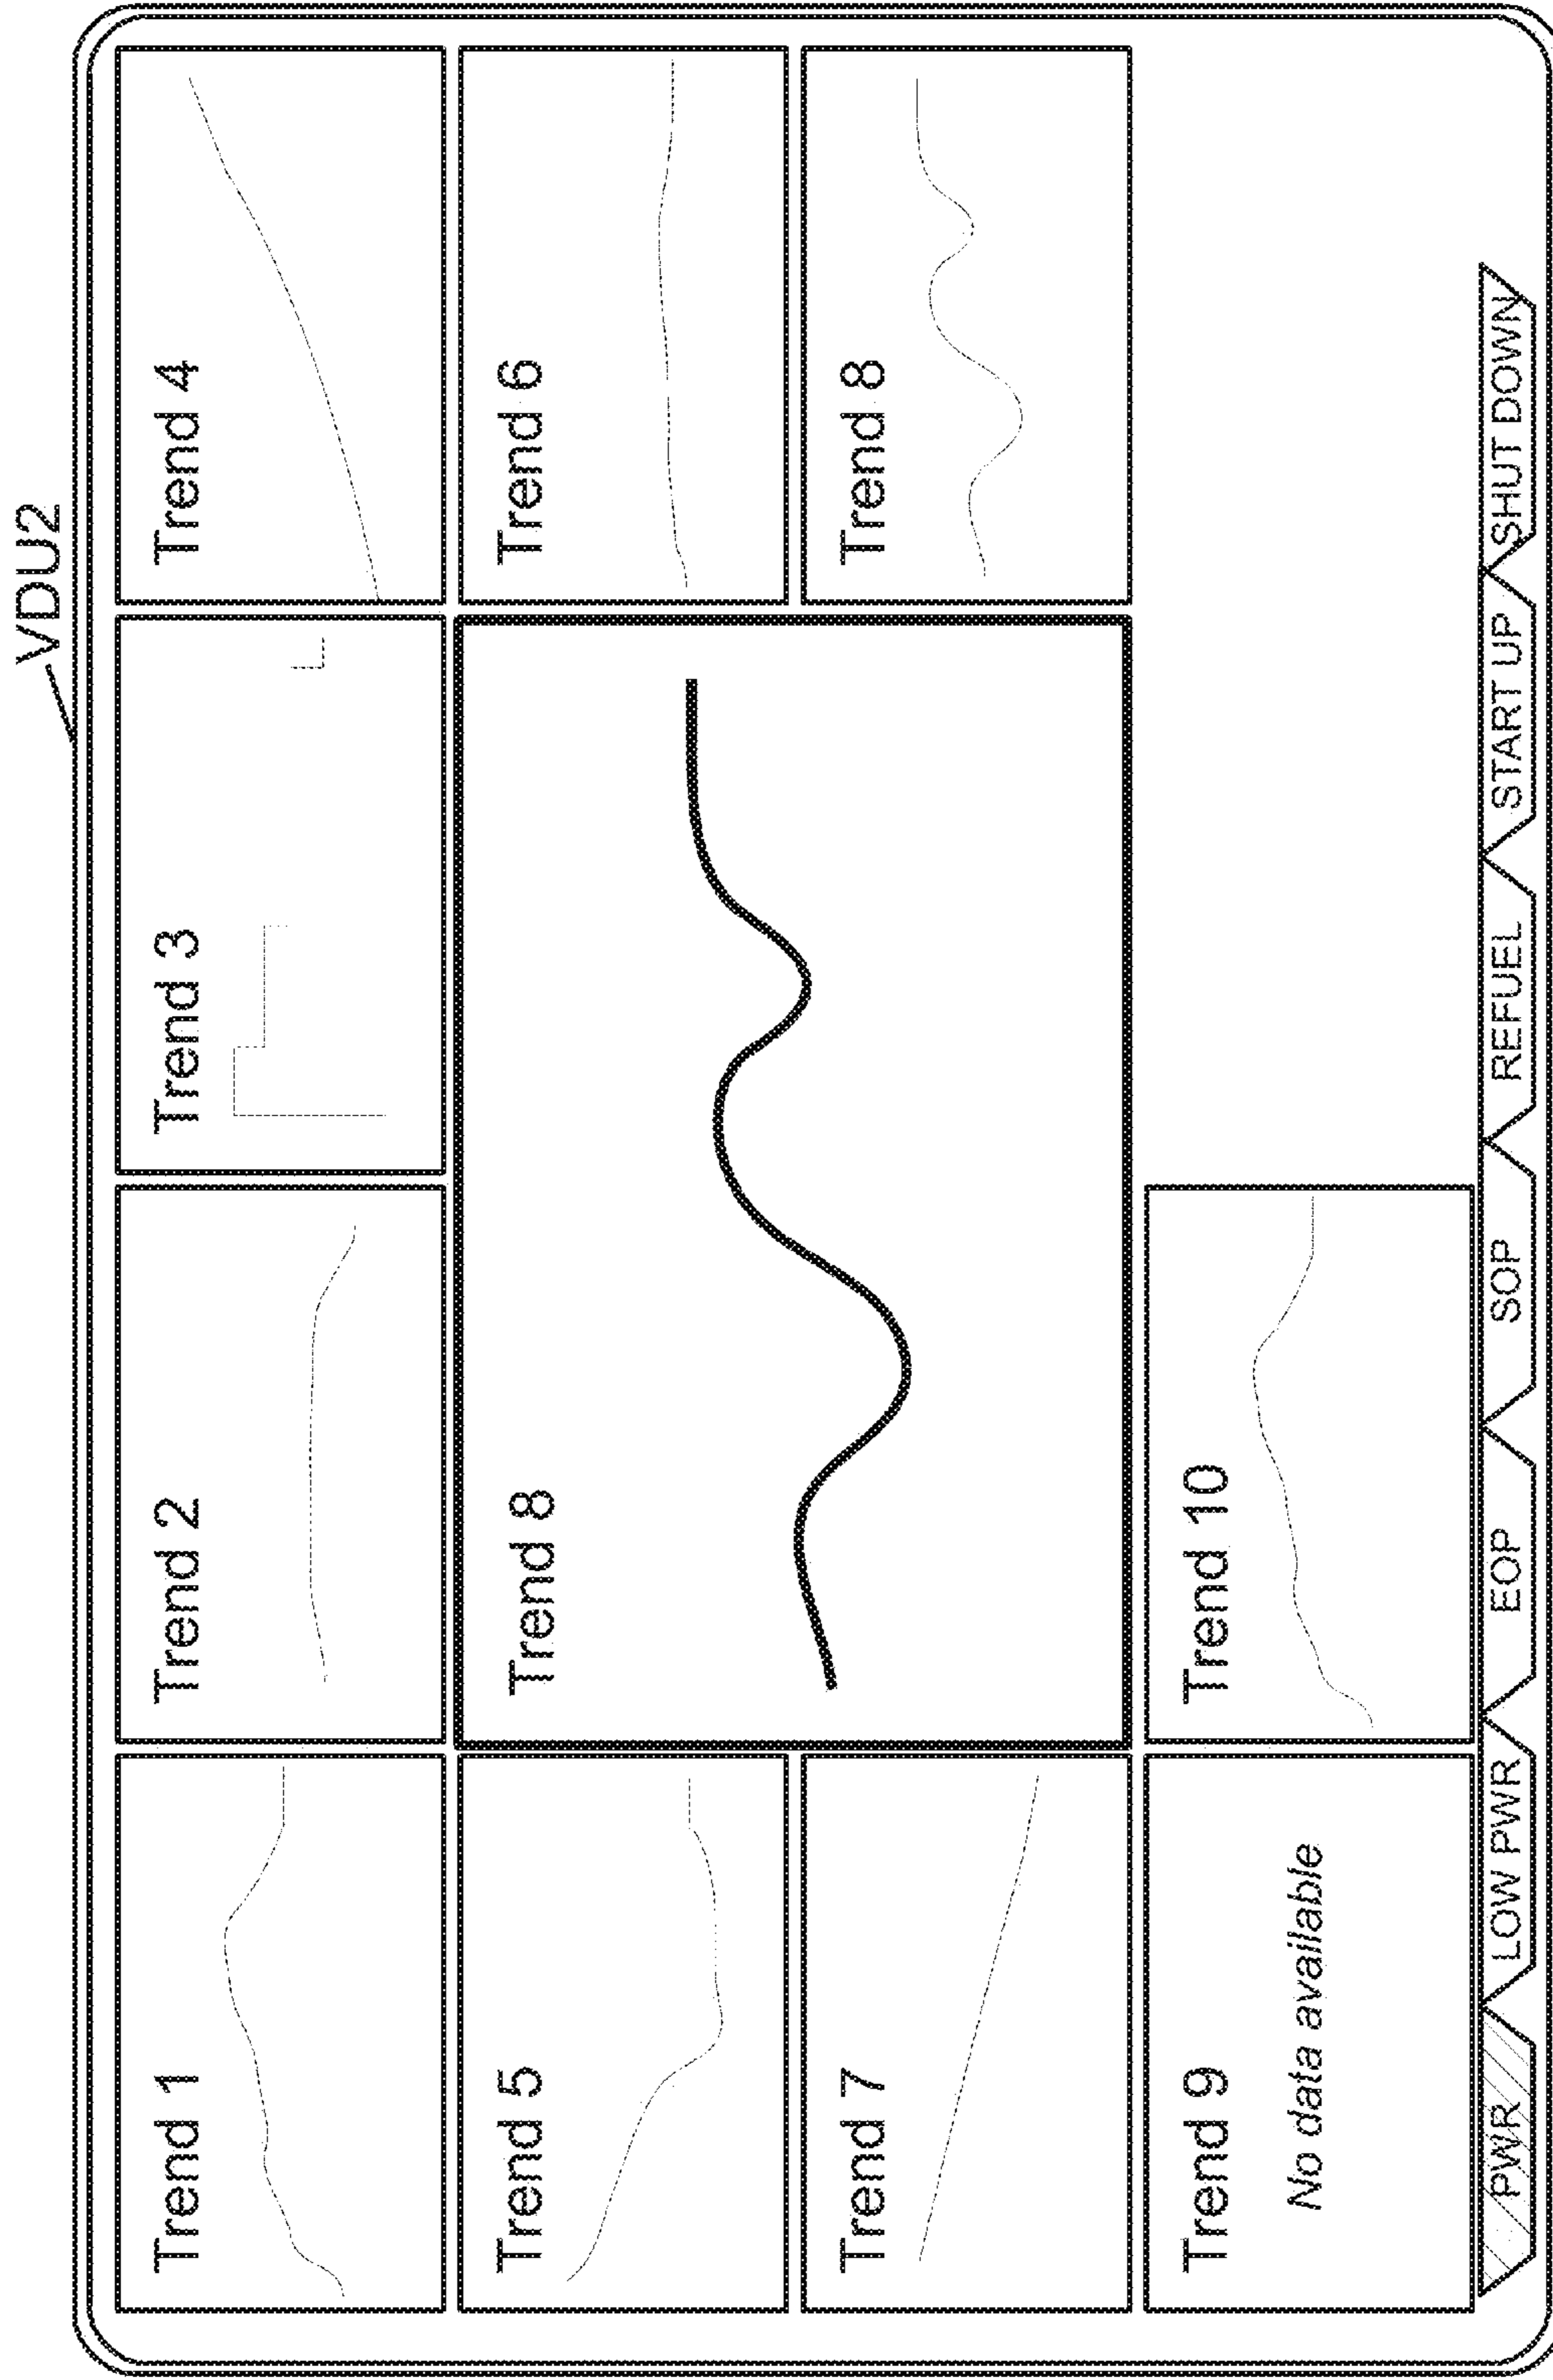 VDU2
Trend 1
Trend 2
Trend 3
Trend 4
Trend 5
Trend 8
Trend 6
Trend 7
Trend 8
Trend 9
No data available
Trend 10
PWR
LOW PWR
EOP
SOP
REFUEL
START UP
SHUT DOWN